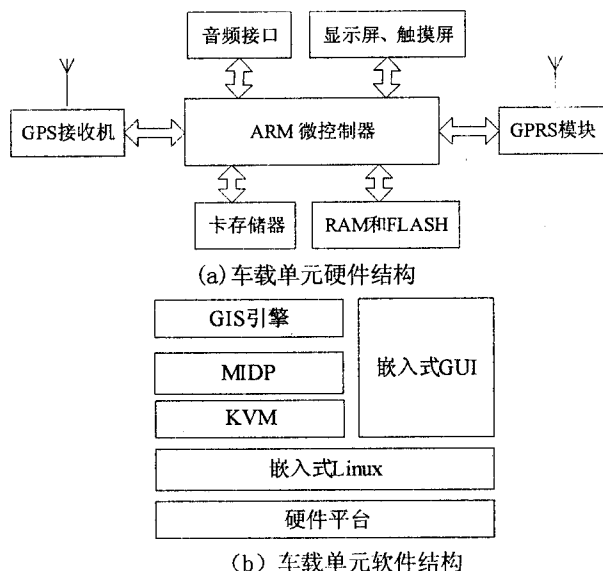 音频接口
显示屏、触摸屏
GPS接收机
ARM 微控制器
GPRS模块
卡存储器
RAM和FLASH
(a)车载单元硬件结构
GIS引擎
嵌入式GUI
MIDP
KVM
嵌入式Linux
硬件平台
(b) 车载单元软件结构